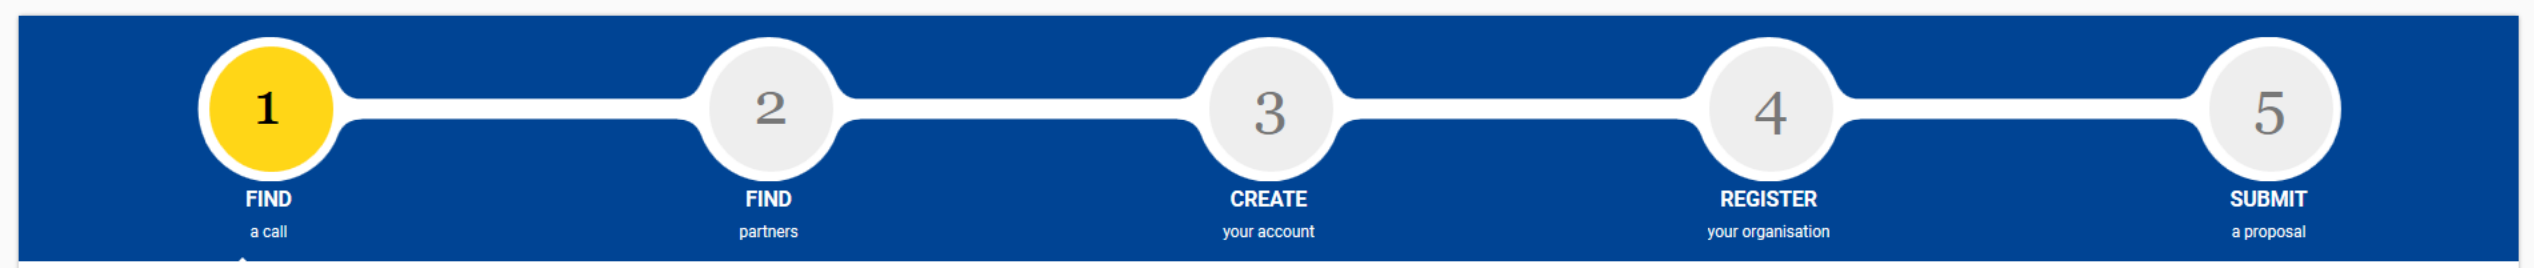 1
2
3
4
5
FIND
a call
FIND
partners
CREATE
your account
REGISTER
your organisation
SUBMIT
a proposal